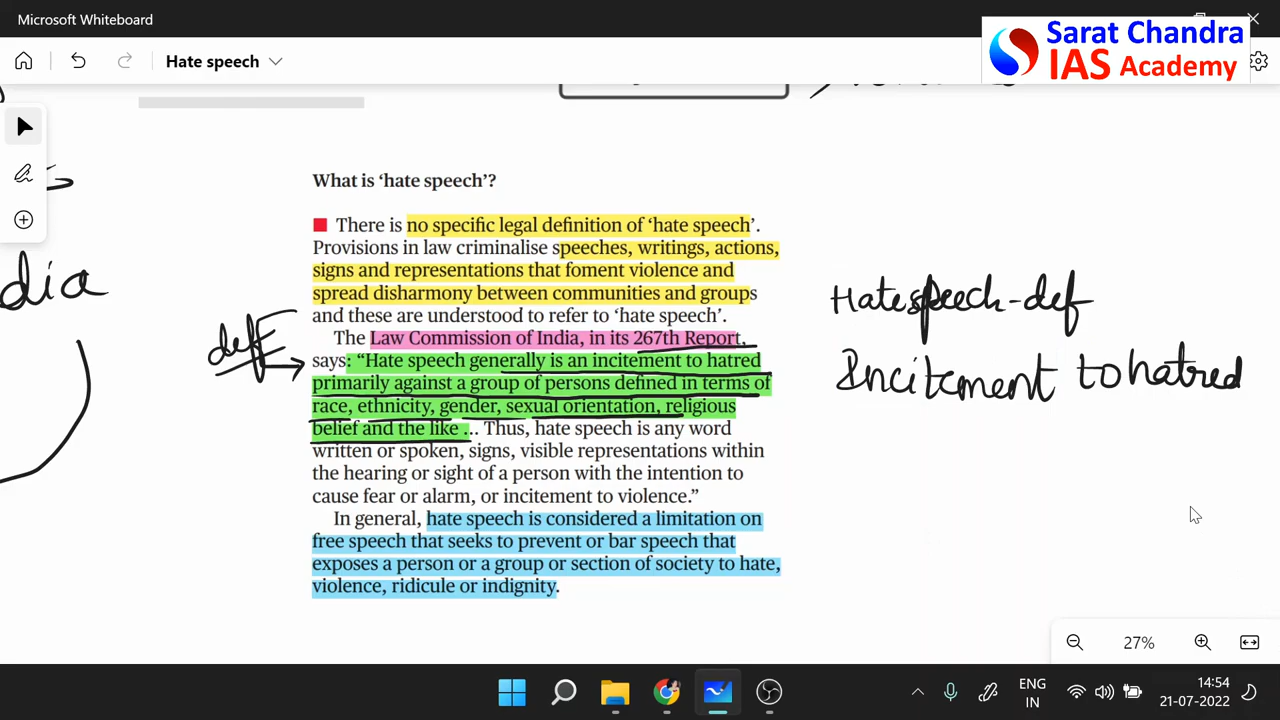 Microsoft Whiteboard
Sarat Chandra
IAS Academy
Hate speech
What is ‘hate speech’?
There is no specific legal definition of ‘hate speech’.
Provisions in law criminalise speeches, writings, actions,
signs and representations that foment violence and
spread disharmony between communities and groups
and these are understood to refer to ‘hate speech’.
The Law Commission of India, in its 267th Report,
says: “Hate speech generally is an incitement to hatred
primarily against a group of persons defined in terms of
race, ethnicity, gender, sexual orientation, religious
belief and the like ... Thus, hate speech is any word
written or spoken, signs, visible representations within
the hearing or sight of a person with the intention to
cause fear or alarm, or incitement to violence.”
In general, hate speech is considered a limitation on
free speech that seeks to prevent or bar speech that
exposes a person or a group or section of society to hate,
violence, ridicule or indignity.
def
Hate speech - def
Incitement to hatred
27%
ENG
IN
14:54
21-07-2022